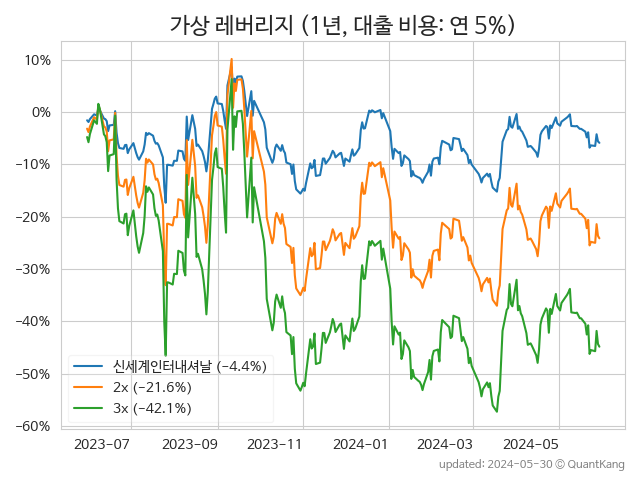 가상 레버리지 (1년, 대출 비용: 연 5%)
10%
0%
−10%
−20%
−30%
−40%
−50%
−60%
신세계인터내셔날 (−4.4%)
2x (−21.6%)
3x (−42.1%)
2023-07 2023-09 2023-11 2024-01 2024-03 2024-05
updated: 2024-05-30 © QuantKang